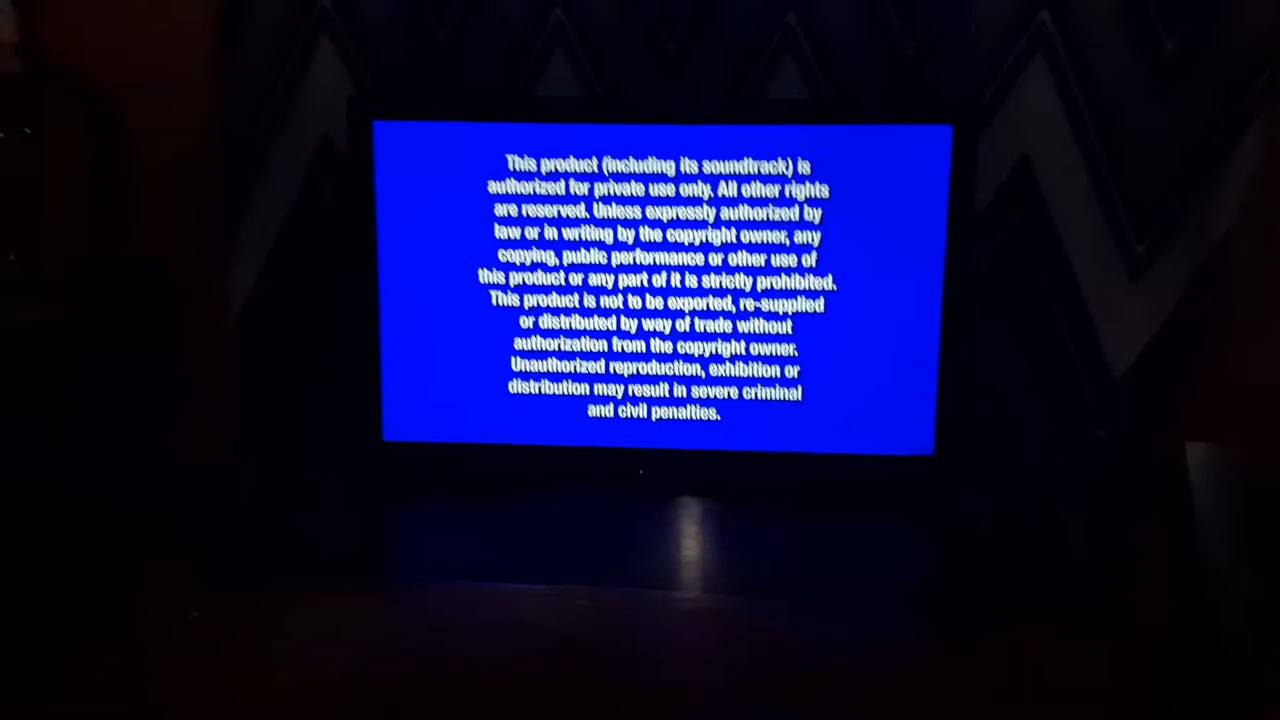 This product (including its soundtrack) is
authorized for private use only. All other rights
are reserved. Unless expressly authorized by
law or in writing by the copyright owner, any
copying, public performance or other use of
this product or any part of it is strictly prohibited.
This product is not to be exported, re-supplied
or distributed by way of trade without
authorization from the copyright owner.
Unauthorized reproduction, exhibition or
distribution may result in severe criminal
and civil penalties.